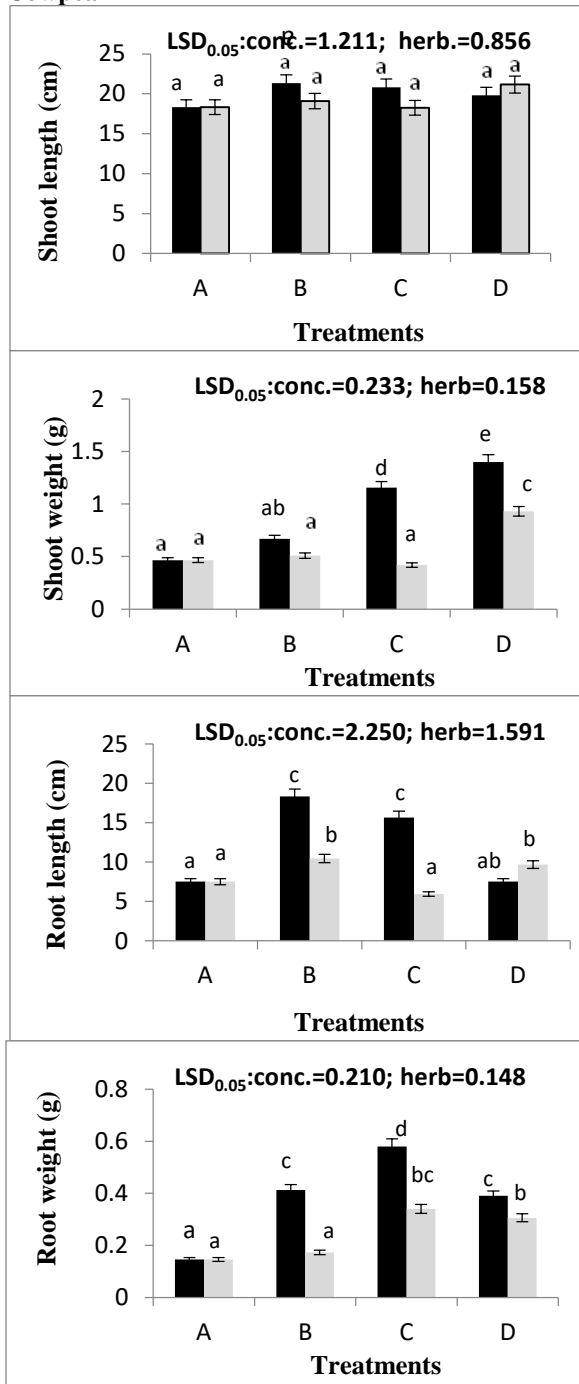 Cowpea
LSD0.05:conc.=1.211; herb.=0.856
a a a a a a a a
Shoot length (cm)
25
20
15
10
5
0
A B C D
Treatments
LSD0.05:conc.=0.233; herb=0.158
a a ab a d a e c
Shoot weight (g)
2
1.5
1
0.5
0
A B C D
Treatments
LSD0.05:conc.=2.250; herb=1.591
a a c b c a ab b
Root length (cm)
25
20
15
10
5
0
A B C D
Treatments
LSD0.05:conc.=0.210; herb=0.148
a a c a d bc c b
Root weight (g)
0.8
0.6
0.4
0.2
0
A B C D
Treatments